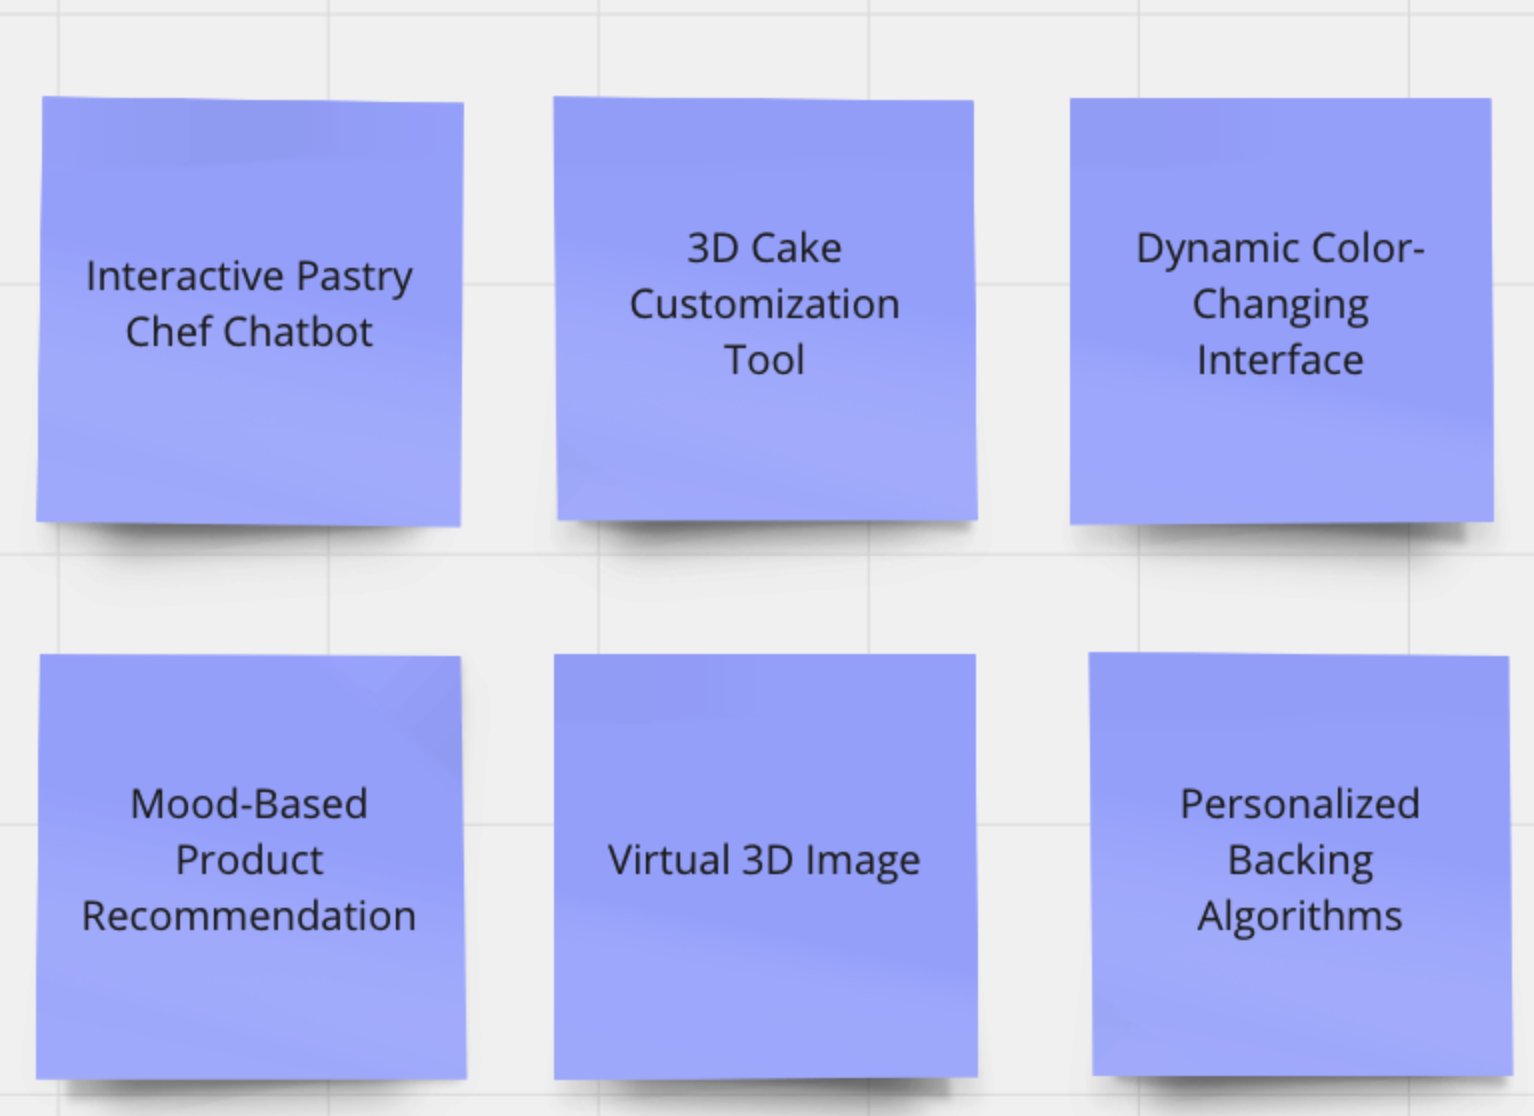 Interactive Pastry
Chef Chatbot
3D Cake
Customization
Tool
Dynamic Color-
Changing
Interface
Mood-Based
Product
Recommendation
Virtual 3D Image
Personalized
Backing
Algorithms